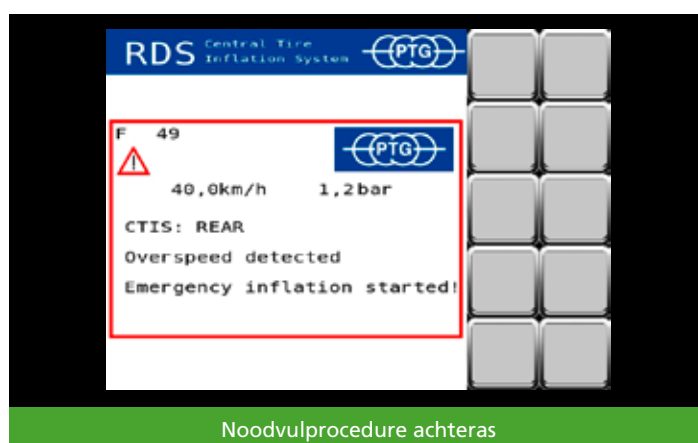 RDS Central Tire Inflation System PTG
F 49
PTG
40,0km/h 1,2bar
CTIS: REAR
Overspeed detected
Emergency inflation started!
Noodvulprocedure achteras